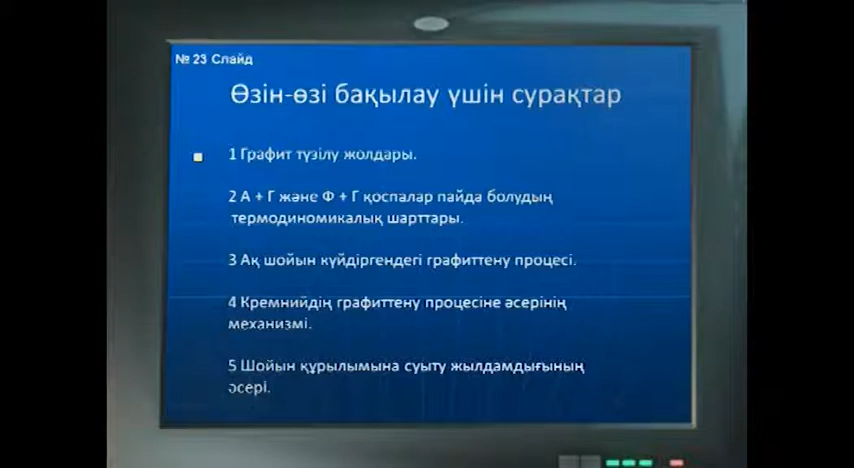 № 23 Слайд
Өзін-өзі бақылау үшін сурақтар
1 Графит түзілу жолдары.
2 А + Г және Ф + Г қоспалар пайда болудың
термодиномикалық шарттары.
3 Ақ шойын күйдіргендегі графиттену процесі.
4 Кремнийдің графиттену процесіне әсерінің
механизмі.
5 Шойын құрылымына суыту жылдамдығының
әсері.